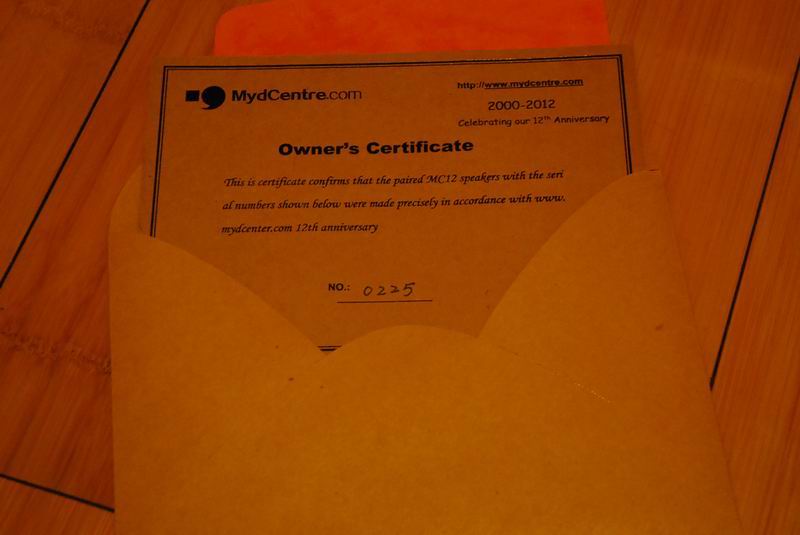 MydCentre.com
http://www.mydcentre.com
2000-2012
Celebrating our 12th Anniversary
Owner's Certificate
This is certificate confirms that the paired MC12 speakers with the seri
al numbers shown below were made precisely in accordance with www.
mydcenter.com 12th anniversary
NO.: 0225